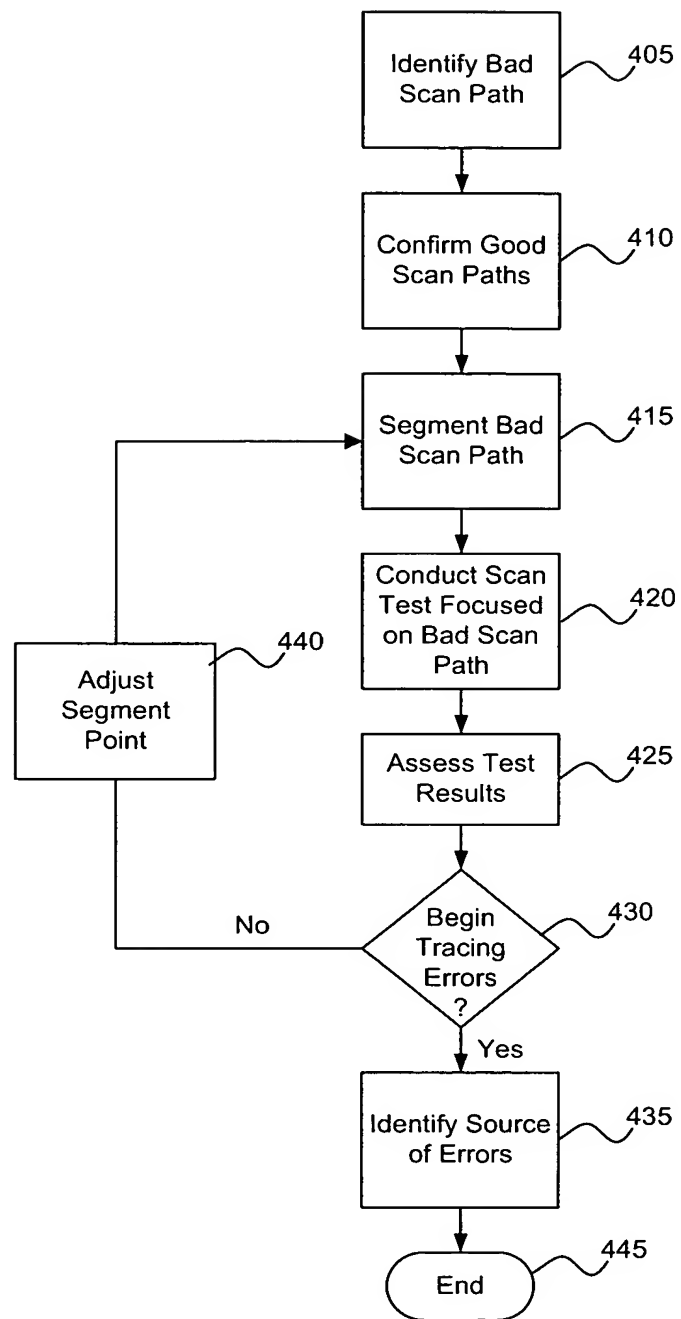 Identify Bad
Scan Path
405
Confirm Good
Scan Paths
410
Segment Bad
Scan Path
415
Conduct Scan
Test Focused
on Bad Scan
Path
420
440
Adjust
Segment
Point
Assess Test
Results
425
No
Begin
Tracing
Errors
?
430
Yes
Identify Source
of Errors
435
End
445